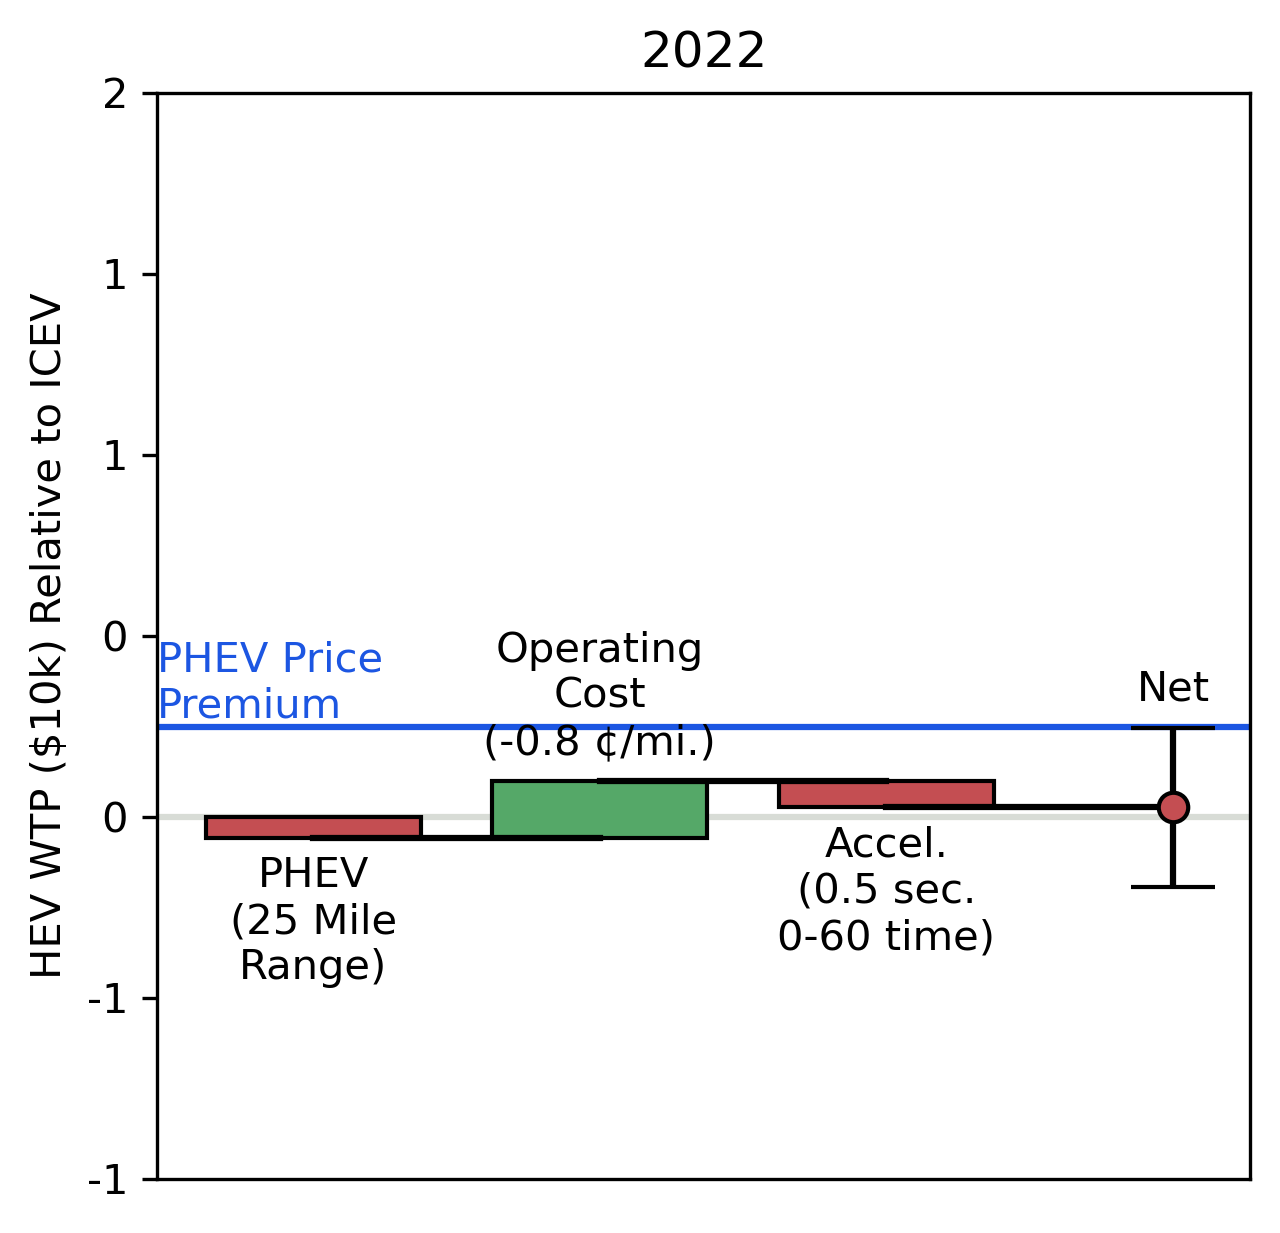 2022
HEV WTP ($10k) Relative to ICEV
2
1
1
0
0
-1
-1
PHEV Price
Premium
Operating
Cost
(-0.8 ¢/mi.)
Net
PHEV
(25 Mile
Range)
Accel.
(0.5 sec.
0-60 time)